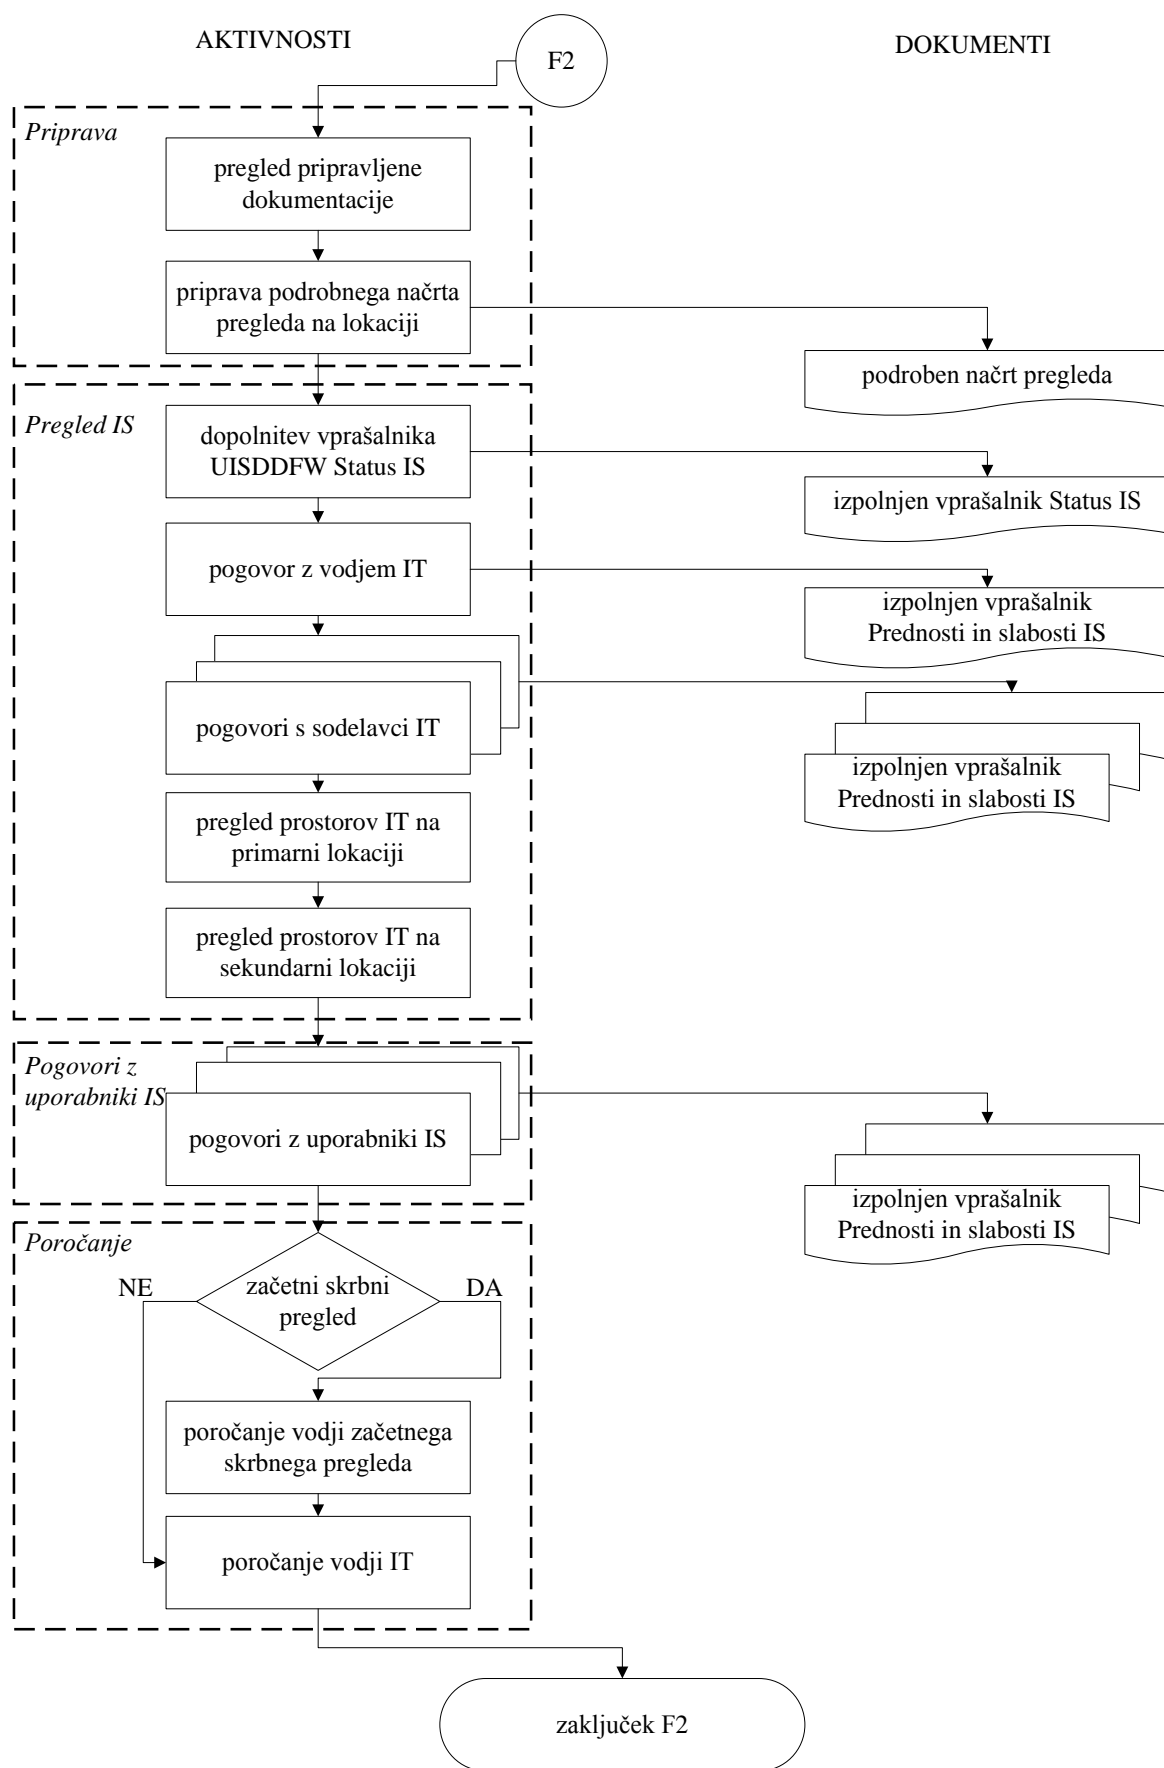 AKTIVNOSTI
F2
DOKUMENTI
Priprava
pregled pripravljene
dokumentacije
priprava podrobnega načrta
pregleda na lokaciji
podroben načrt pregleda
Pregled IS
dopolnitev vprašalnika
UISDDFW Status IS
izpolnjen vprašalnik Status IS
pogovor z vodjem IT
izpolnjen vprašalnik
Prednosti in slabosti IS
pogovori s sodelavci IT
izpolnjen vprašalnik
Prednosti in slabosti IS
pregled prostorov IT na
primarni lokaciji
pregled prostorov IT na
sekundarni lokaciji
Pogovori z
uporabniki IS
pogovori z uporabniki IS
izpolnjen vprašalnik
Prednosti in slabosti IS
Poročanje
NE
začetni skrbni
pregled
DA
poročanje vodji začetnega
skrbnega pregleda
poročanje vodji IT
zaključek F2